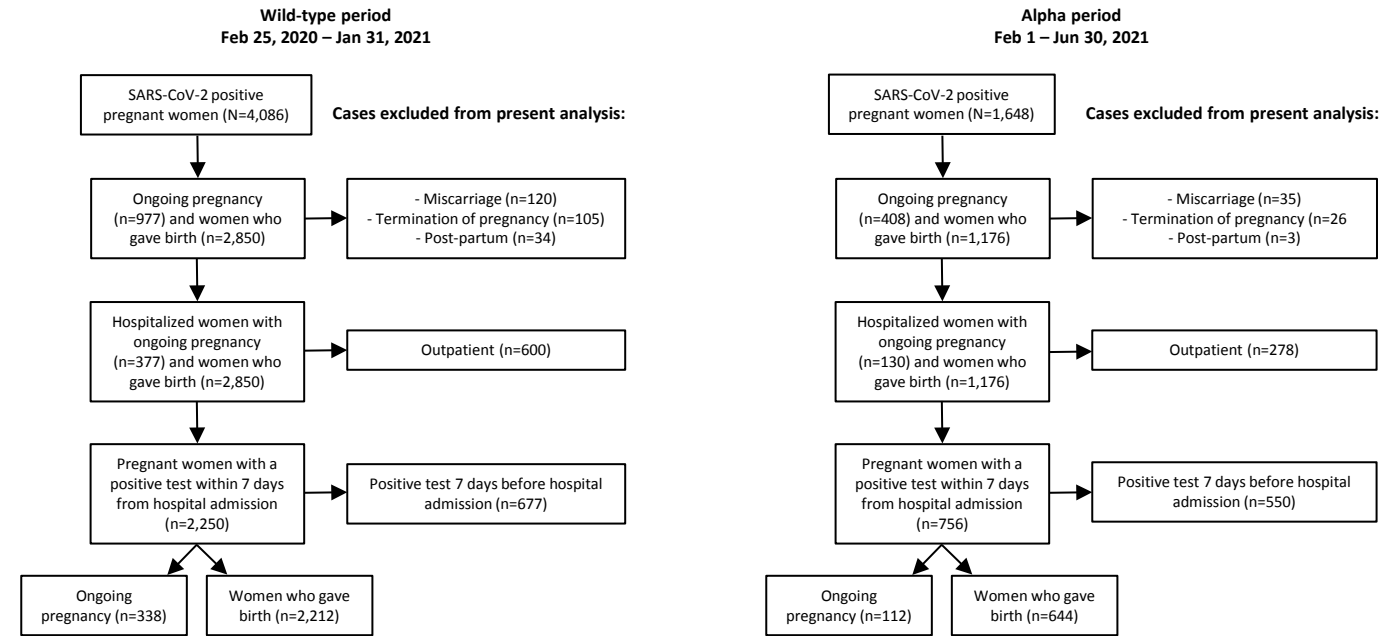 Wild-type period
Feb 25, 2020 – Jan 31, 2021
SARS-CoV-2 positive
pregnant women (N=4,086)
Cases excluded from present analysis:
Ongoing pregnancy
(n=977) and women who
gave birth (n=2,850)
- Miscarriage (n=120)
- Termination of pregnancy (n=105)
- Post-partum (n=34)
Hospitalized women with
ongoing pregnancy
(n=377) and women who
gave birth (n=2,850)
Outpatient (n=600)
Pregnant women with a
positive test within 7 days
from hospital admission
(n=2,250)
Positive test 7 days before hospital
admission (n=677)
Ongoing
pregnancy (n=338)
Women who gave
birth (n=2,212)
Alpha period
Feb 1 – Jun 30, 2021
SARS-CoV-2 positive
pregnant women (N=1,648)
Cases excluded from present analysis:
Ongoing pregnancy
(n=408) and women who
gave birth (n=1,176)
- Miscarriage (n=35)
- Termination of pregnancy (n=26
- Post-partum (n=3)
Hospitalized women with
ongoing pregnancy
(n=130) and women who
gave birth (n=1,176)
Outpatient (n=278)
Pregnant women with a
positive test within 7 days
from hospital admission
(n=756)
Positive test 7 days before hospital
admission (n=550)
Ongoing
pregnancy (n=112)
Women who gave
birth (n=644)